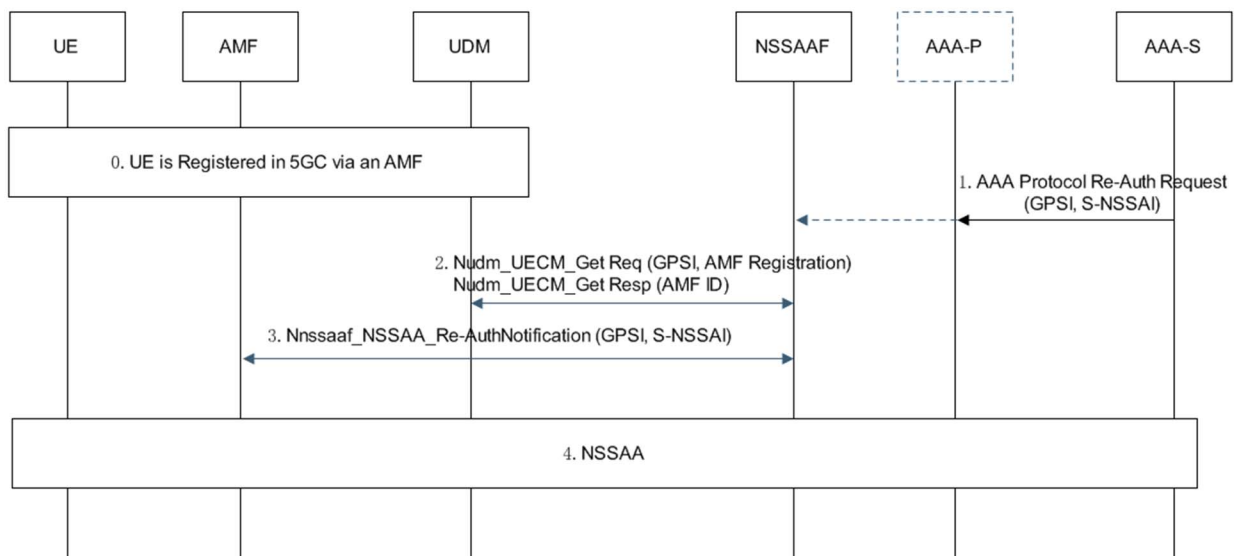 UE
AMF
UDM
NSSAAF
AAA-P
AAA-S
0. UE is Registered in 5GC via an AMF
1. AAA Protocol Re-Auth Request
(GPSI, S-NSSAI)
2. Nudm_UECM_Get Req (GPSI, AMF Registration)
Nudm_UECM_Get Resp (AMF ID)
3. Nnssaaf_NSSAA_Re-AuthNotification (GPSI, S-NSSAI)
4. NSSAA